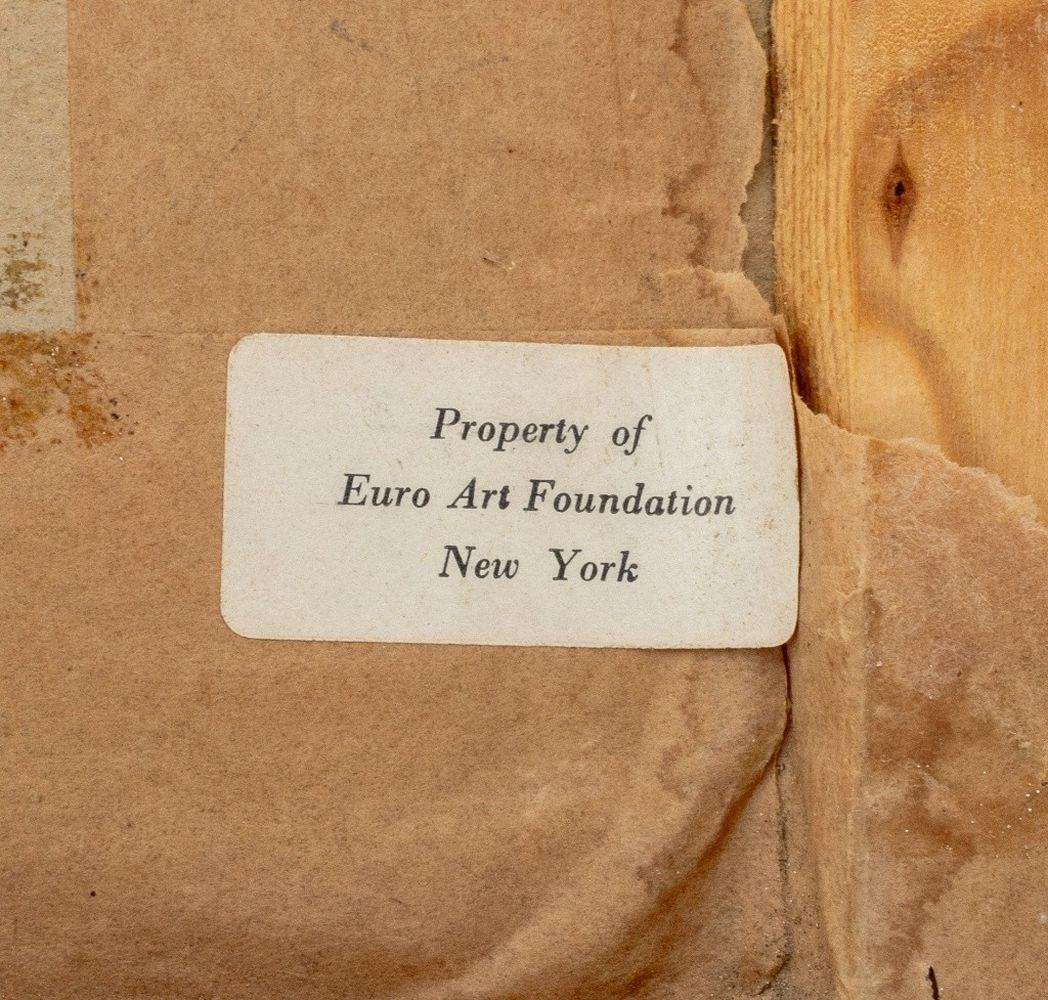 Property of
Euro Art Foundation
New York